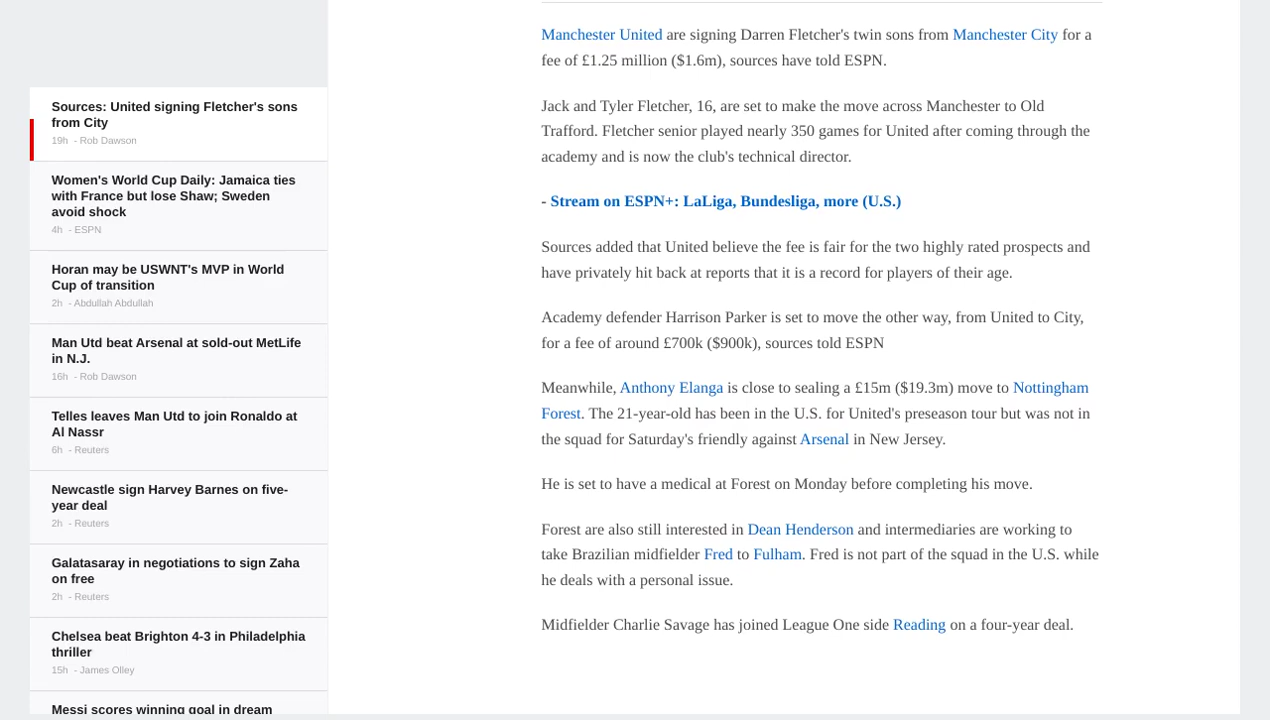 Sources: United signing Fletcher's sons
from City
19h - Rob Dawson
Women's World Cup Daily: Jamaica ties
with France but lose Shaw; Sweden
avoid shock
4h - ESPN
Horan may be USWNT's MVP in World
Cup of transition
2h - Abdullah Abdullah
Man Utd beat Arsenal at sold-out MetLife
in N.J.
16h - Rob Dawson
Telles leaves Man Utd to join Ronaldo at
Al Nassr
6h - Reuters
Newcastle sign Harvey Barnes on five-
year deal
2h - Reuters
Galatasaray in negotiations to sign Zaha
on free
2h - Reuters
Chelsea beat Brighton 4-3 in Philadelphia
thriller
15h - James Olley
Messi scores winning goal in dream
Manchester United are signing Darren Fletcher's twin sons from Manchester City for a
fee of £1.25 million ($1.6m), sources have told ESPN.
Jack and Tyler Fletcher, 16, are set to make the move across Manchester to Old
Trafford. Fletcher senior played nearly 350 games for United after coming through the
academy and is now the club's technical director.
- Stream on ESPN+: LaLiga, Bundesliga, more (U.S.)
Sources added that United believe the fee is fair for the two highly rated prospects and
have privately hit back at reports that it is a record for players of their age.
Academy defender Harrison Parker is set to move the other way, from United to City,
for a fee of around £700k ($900k), sources told ESPN
Meanwhile, Anthony Elanga is close to sealing a £15m ($19.3m) move to Nottingham
Forest. The 21-year-old has been in the U.S. for United's preseason tour but was not in
the squad for Saturday's friendly against Arsenal in New Jersey.
He is set to have a medical at Forest on Monday before completing his move.
Forest are also still interested in Dean Henderson and intermediaries are working to
take Brazilian midfielder Fred to Fulham. Fred is not part of the squad in the U.S. while
he deals with a personal issue.
Midfielder Charlie Savage has joined League One side Reading on a four-year deal.